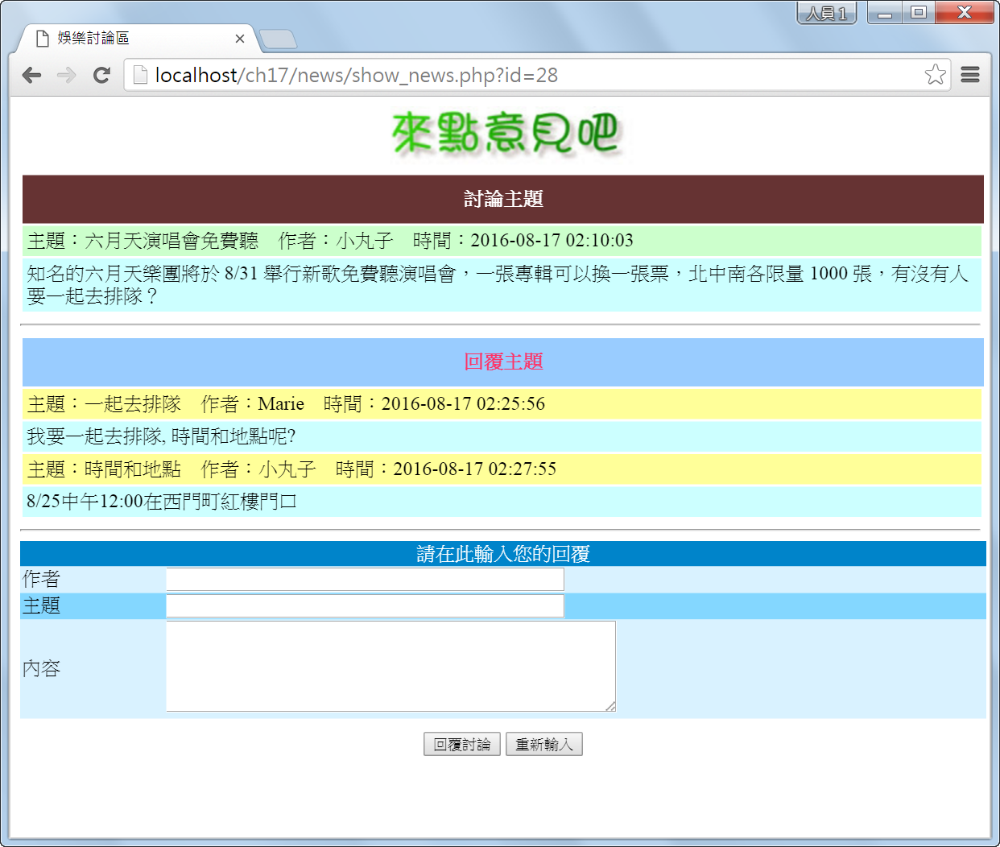 人員 1
娛樂討論區
localhost/ch17/news/show_news.php?id=28
來點意見吧
討論主題
主題：六月天演唱會免費聽　作者：小丸子　時間：2016-08-17 02:10:03
知名的六月天樂團將於 8/31 舉行新歌免費聽演唱會，一張專輯可以換一張票，北中南各限量 1000 張，有沒有人
要一起去排隊？
回覆主題
主題：一起去排隊　作者：Marie　時間：2016-08-17 02:25:56
我要一起去排隊, 時間和地點呢?
主題：時間和地點　作者：小丸子　時間：2016-08-17 02:27:55
8/25中午12:00在西門町紅樓門口
請在此輸入您的回覆
作者
主題
內容
回覆討論 重新輸入